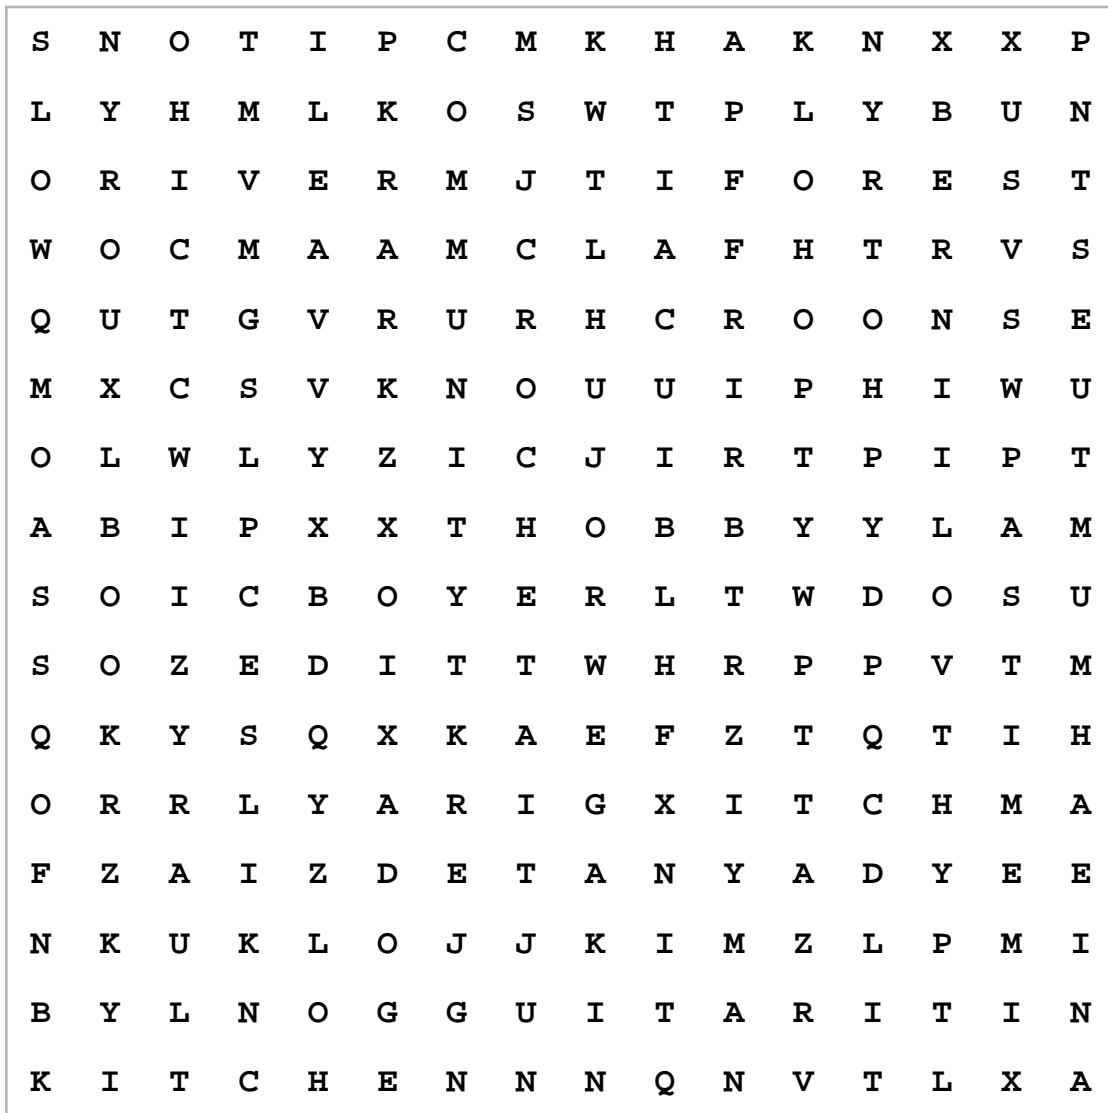 S N O T I P C M K H A K N X X P
L Y H M L K O S W T P L Y B U N
O R I V E R M J T I F O R E S T
W O C M A A M C L A F H T R V S
Q U T G V R U R H C R O O N S E
M X C S V K N O U U I P H I W U
O L W L Y Z I C J I R T P I P T
A B I P X X T H O B B Y Y L A M
S O I C B O Y E R L T W D O S U
S O Z E D I T T W H R P P V T M
Q K Y S Q X K A E F Z T Q T I H
O R R L Y A R I G X I T C H M A
F Z A I Z D E T A N Y A D Y E E
N K U K L O J J K I M Z L P M I
B Y L N O G G U I T A R I T I N
K I T C H E N N N Q N V T L X A